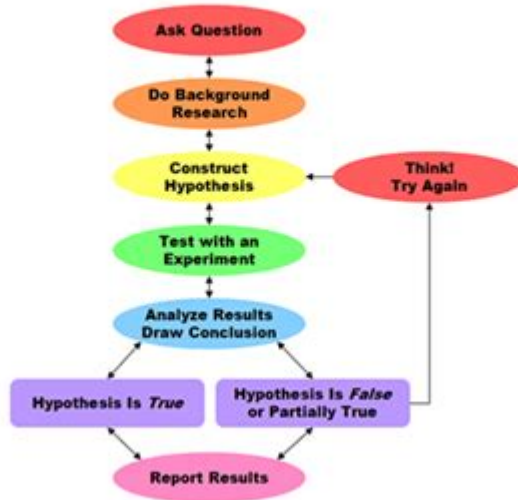 Ask Question
Do Background
Research
Construct
Hypothesis
Think!
Try Again
Test with an
Experiment
Analyze Results
Draw Conclusion
Hypothesis Is True
Hypothesis Is False
or Partially True
Report Results